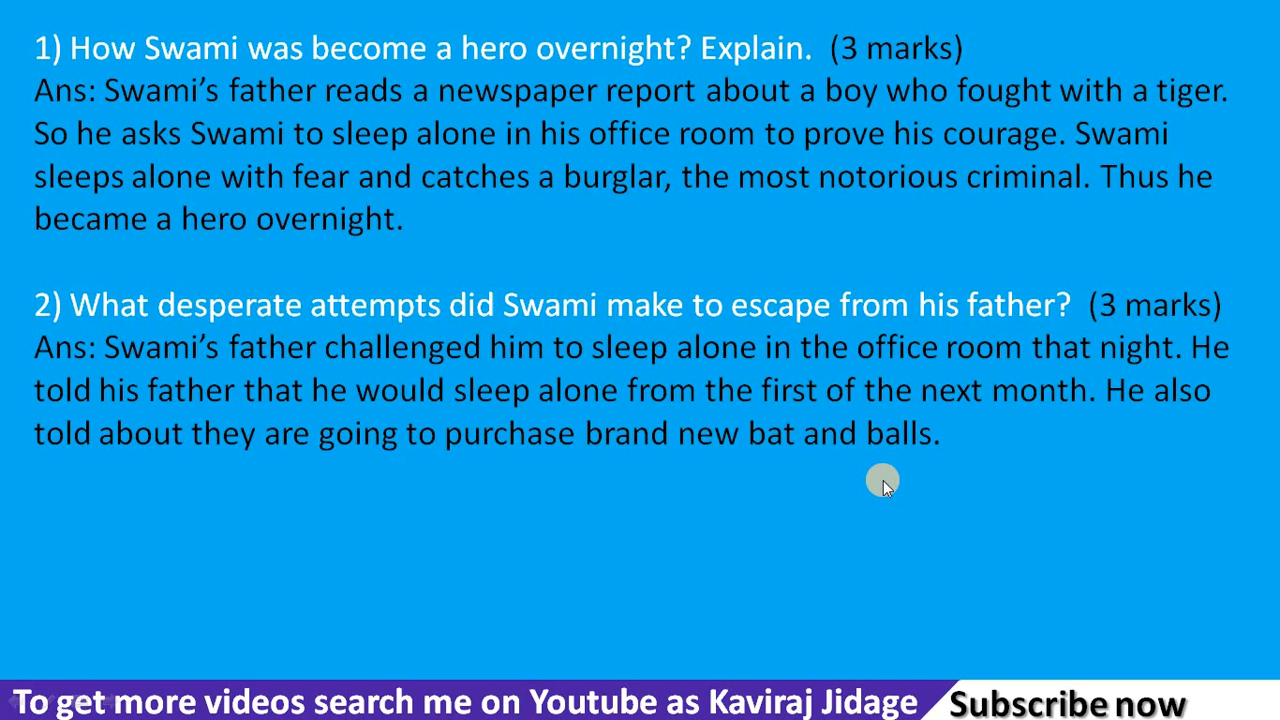 1) How Swami was become a hero overnight? Explain. (3 marks)
Ans: Swami’s father reads a newspaper report about a boy who fought with a tiger.
So he asks Swami to sleep alone in his office room to prove his courage. Swami
sleeps alone with fear and catches a burglar, the most notorious criminal. Thus he
became a hero overnight.
2) What desperate attempts did Swami make to escape from his father? (3 marks)
Ans: Swami’s father challenged him to sleep alone in the office room that night. He
told his father that he would sleep alone from the first of the next month. He also
told about they are going to purchase brand new bat and balls.
To get more videos search me on Youtube as Kaviraj Jidage Subscribe now